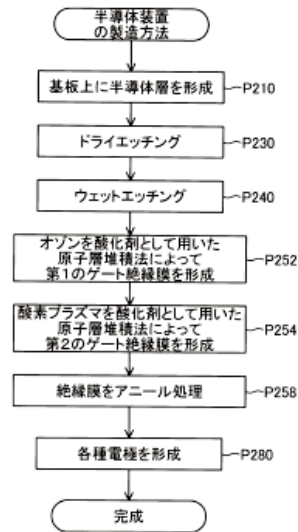 半導体装置
の製造方法
基板上に半導体層を形成
P210
ドライエッチング
P230
ウェットエッチング
P240
オゾンを酸化剤として用いた
原子層堆積法によって
第1のゲート絶縁膜を形成
P252
酸素プラズマを酸化剤として用いた
原子層堆積法によって
第2のゲート絶縁膜を形成
P254
絶縁膜をアニール処理
P258
各種電極を形成
P280
完成